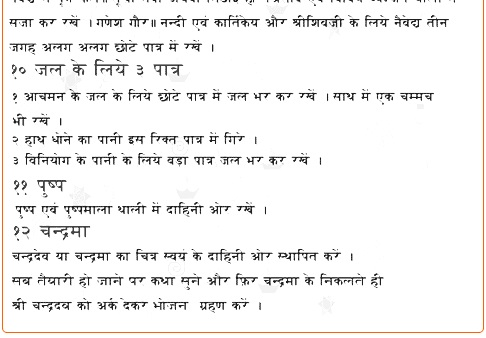 सजा कर रखें । गणेश गौर॥ नन्दी एवं कार्तिकेय और श्रीशिवजी के लिये नैवेद्य तीन
जगह अलग अलग छोटे पात्र में रखें ।
१० जल के लिये ३ पात्र
१ आचमन के जल के लिये छोटे पात्र में जल भर कर रखें । साथ में एक चम्मच
भी रखें ।
२ हाथ धोने का पानी इस रिक्त पात्र में गिरे ।
३ विनियोग के पानी के लिये बडा पात्र जल भर कर रखें ।
११ पुष्प
पुष्प एवं पुष्पमाला थाली में दाहिनी ओर रखें ।
१२ चन्द्रमा
चन्द्रदेव या चन्द्रमा का चित्र स्वयं के दाहिनी ओर स्थापित करें ।
सब तैयारी हो जाने पर कथा सुने और फ़िर चन्द्रमा के निकलते ही
श्री चन्द्रदव को अर्क देकर भोजन ग्रहण करें ।